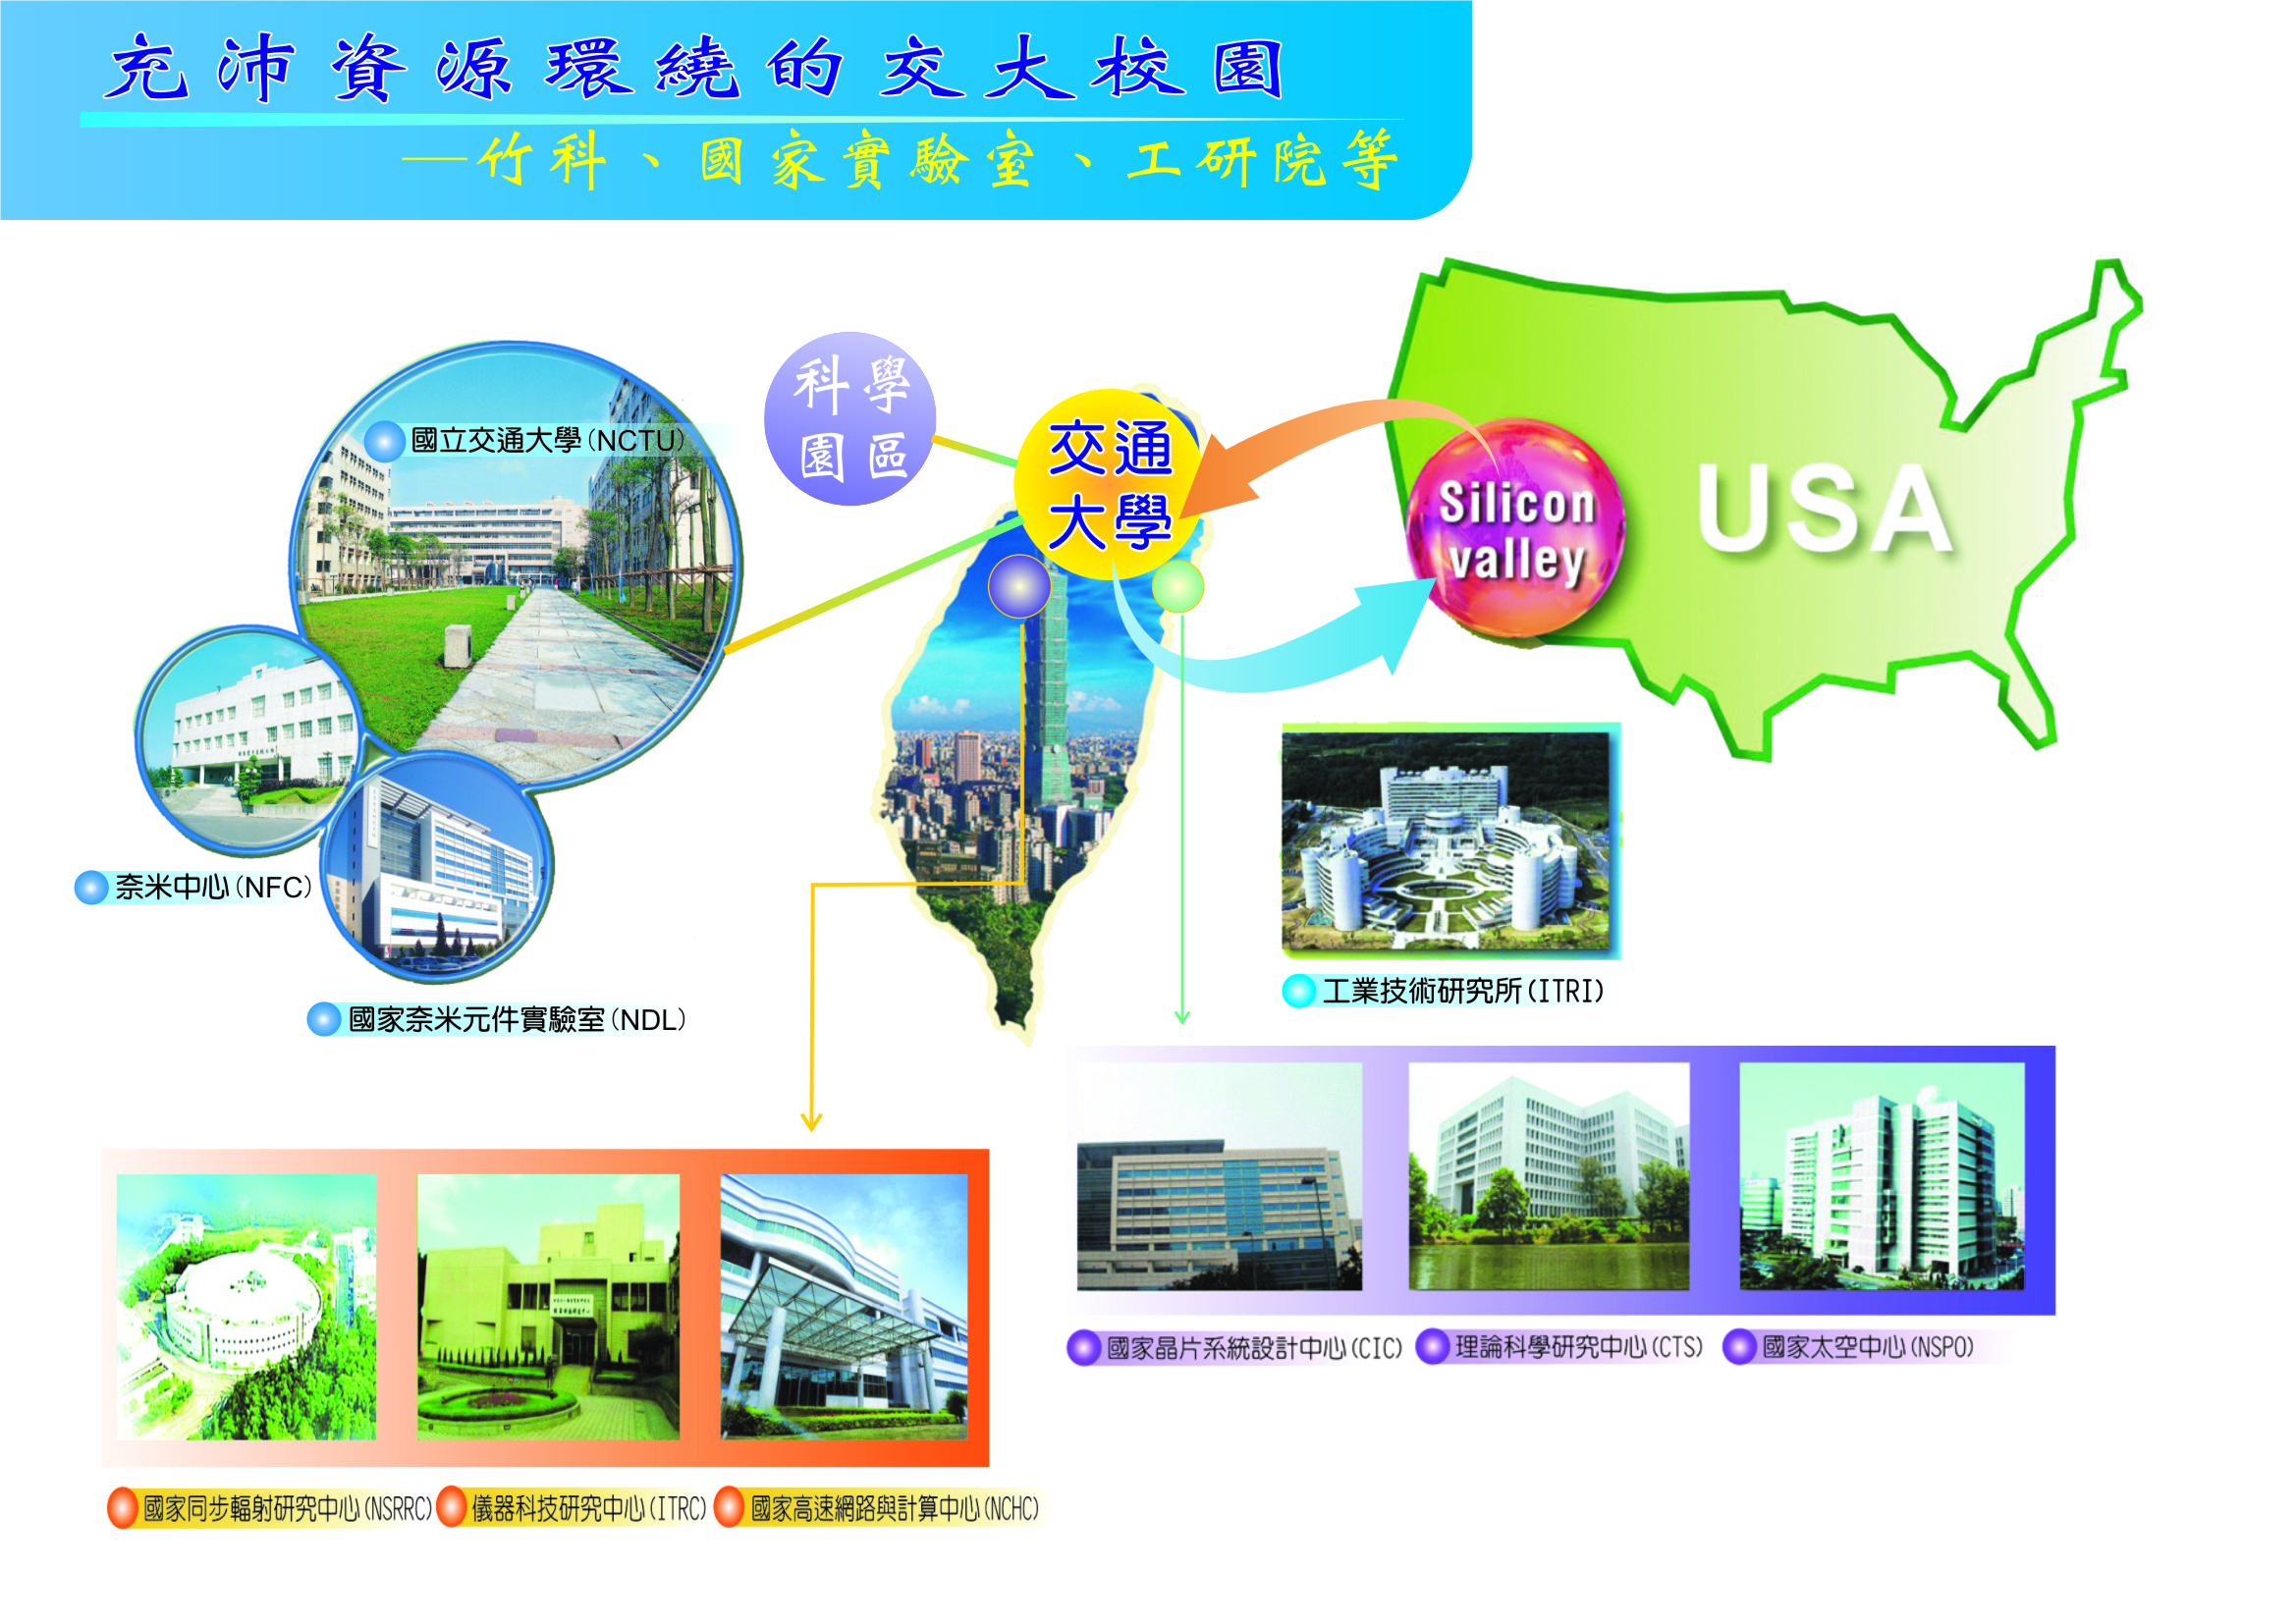 充沛資源環繞的交大校園
—竹科、國家實驗室、工研院等
科學
園區
國立交通大學(NCTU)
交通
大學
Silicon
valley
USA
奈米中心(NFC)
國家奈米元件實驗室(NDL)
工業技術研究所(ITRI)
國家晶片系統設計中心(CIC)
理論科學研究中心(CTS)
國家太空中心(NSPO)
國家同步輻射研究中心(NSRRC)
儀器科技研究中心(ITRC)
國家高速網路與計算中心(NCHC)